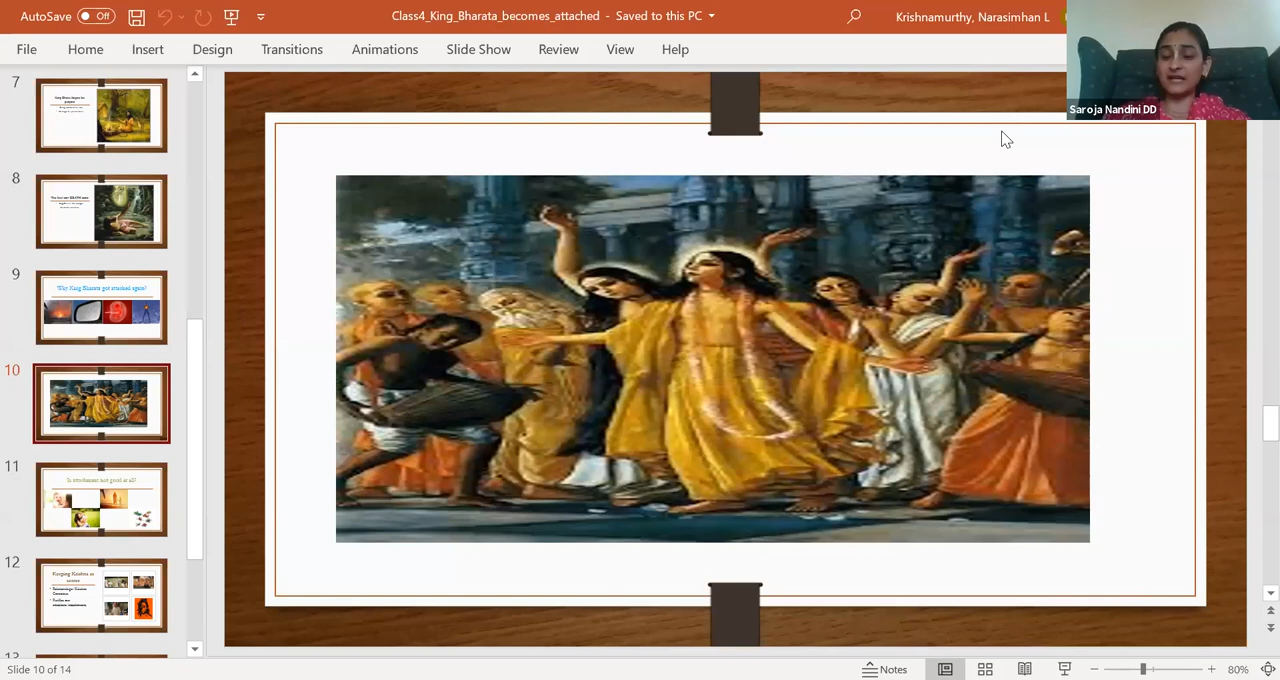 AutoSave Off
Class4_King_Bharata_becomes_attached - Saved to this PC
Krishnamurthy, Narasimhan L
File Home Insert Design Transitions Animations Slide Show Review View Help
Saroja Nandini DD
7
8
9
Why King Bharata got attached again?
10
11
Is attachment not good at all?
12
Keeping Krishna as
Slide 10 of 14
Notes
80%